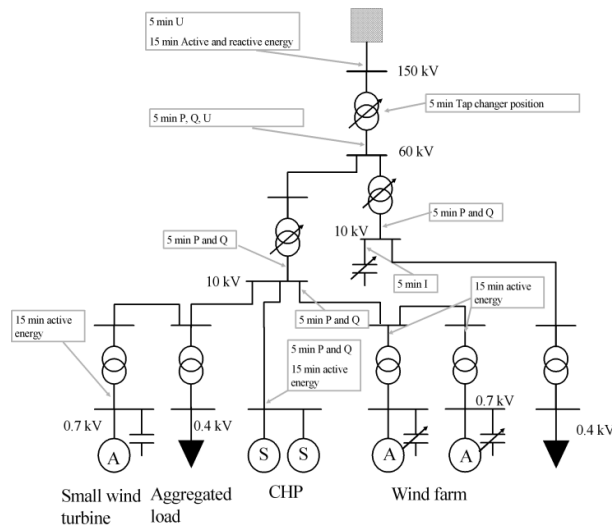 5 min U
15 min Active and reactive energy
150 kV
5 min Tap changer position
5 min P, Q, U
60 kV
5 min P and Q
10 kV
5 min P and Q
5 min I
10 kV
15 min active
energy
5 min P and Q
15 min active
energy
5 min P and Q
15 min active
energy
0.7 kV
0.7 kV
0.4 kV
0.4 kV
A
S
S
A
A
Small wind
turbine
Aggregated
load
CHP
Wind farm